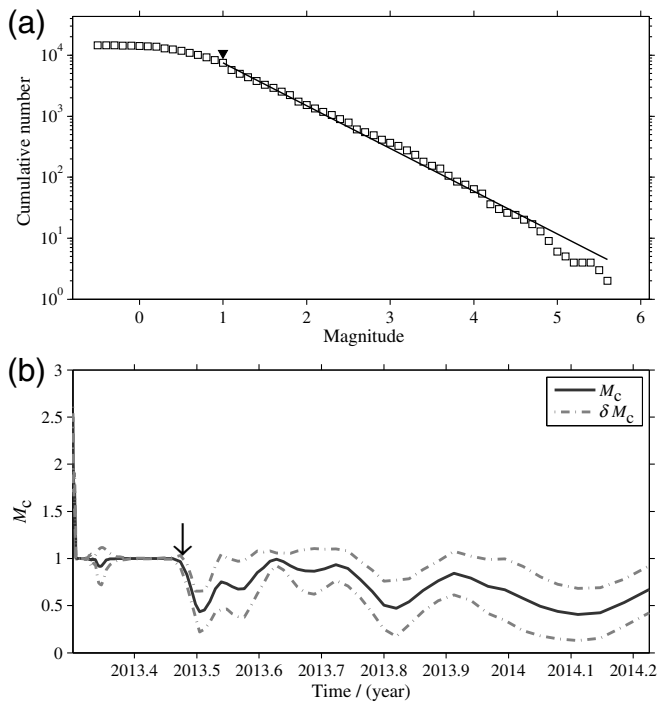 (a)
10^4
10^3
10^2
10^1
10^0
Cumulative number
0 1 2 3 4 5 6
Magnitude
(b)
3
2.5
2
1.5
1
0.5
0
M_c
M_c
δ M_c
2013.4 2013.5 2013.6 2013.7 2013.8 2013.9 2014 2014.1 2014.2
Time / (year)